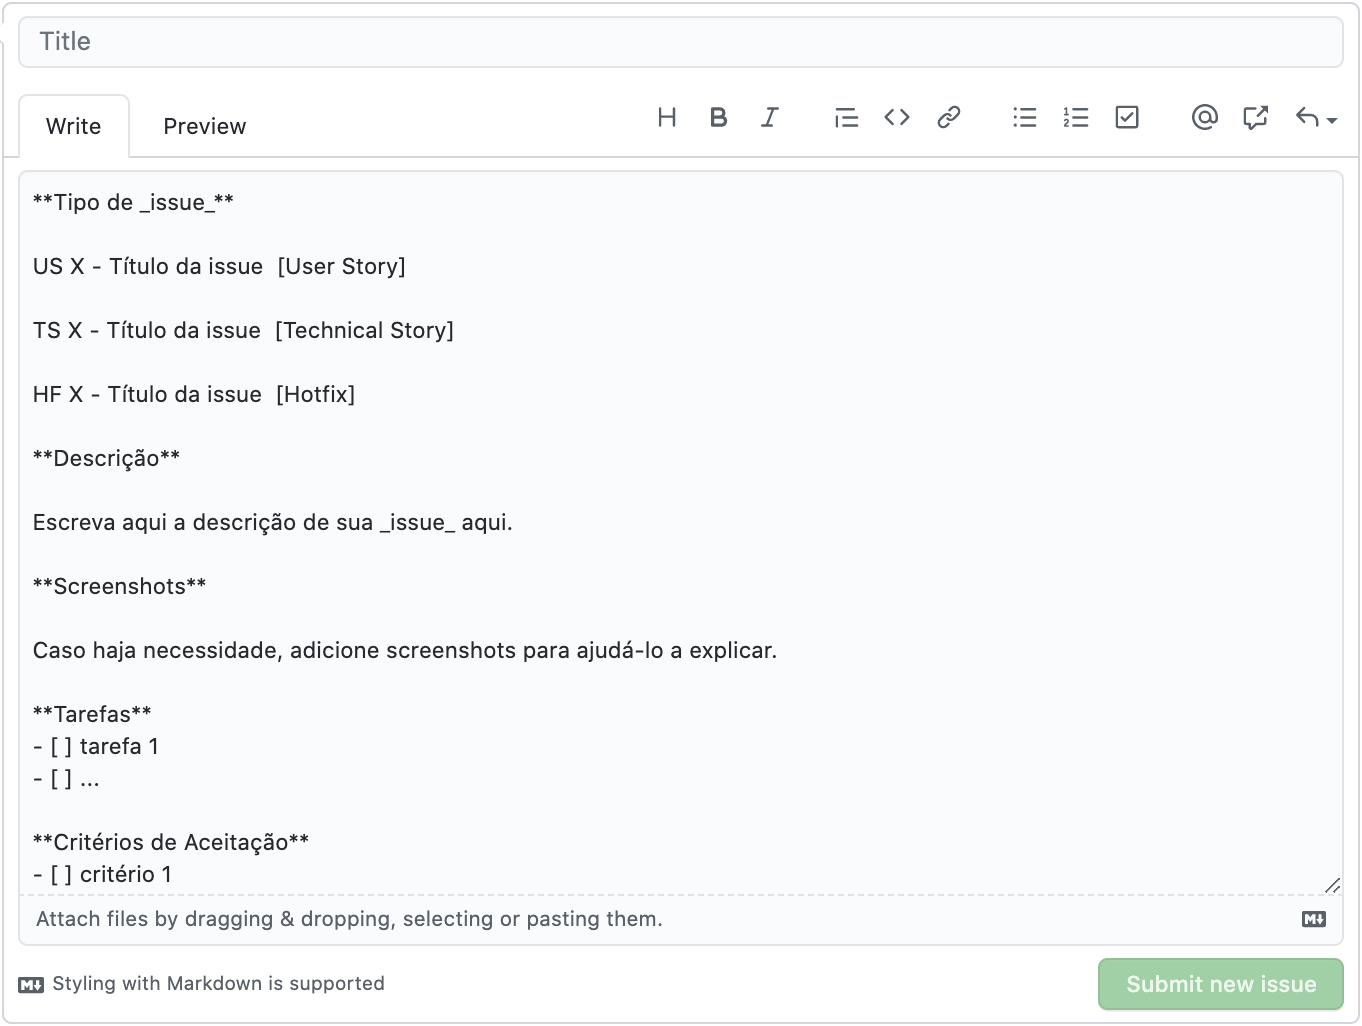 Title
Write
Preview
**Tipo de _issue_**
US X - Título da issue  [User Story]
TS X - Título da issue  [Technical Story]
HF X - Título da issue  [Hotfix]
**Descrição**
Escreva aqui a descrição de sua _issue_ aqui.
**Screenshots**
Caso haja necessidade, adicione screenshots para ajudá-lo a explicar.
**Tarefas**
- [ ] tarefa 1
- [ ] ...
**Critérios de Aceitação**
- [ ] critério 1
Attach files by dragging & dropping, selecting or pasting them.
Styling with Markdown is supported
Submit new issue